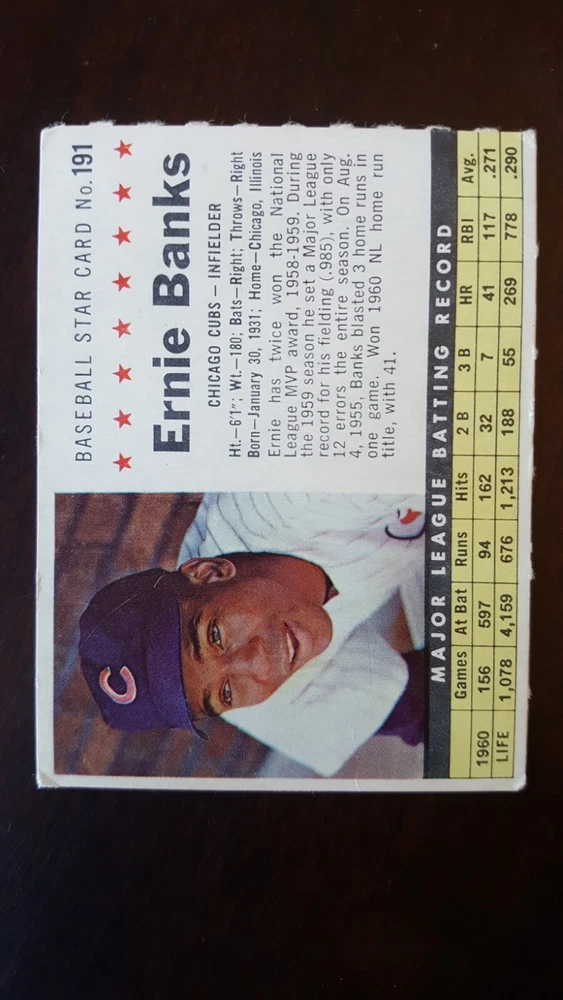 BASEBALL STAR CARD No. 191
Ernie Banks
CHICAGO CUBS — INFIELDER
Ht.—6'1"; Wt.—180; Bats—Right; Throws—Right
Born—January 30, 1931; Home—Chicago, Illinois
Ernie has twice won the National
League MVP award, 1958-1959. During
the 1959 season he set a Major League
record for his fielding (.985), with only
12 errors the entire season. On Aug.
4, 1955, Banks blasted 3 home runs in
one game. Won 1960 NL home run
title, with 41.
C
MAJOR LEAGUE BATTING RECORD
Games At Bat Runs Hits 2 B 3 B HR RBI Avg.
1960 156 597 94 162 32 7 41 117 .271
LIFE 1,078 4,159 676 1,213 188 55 269 778 .290